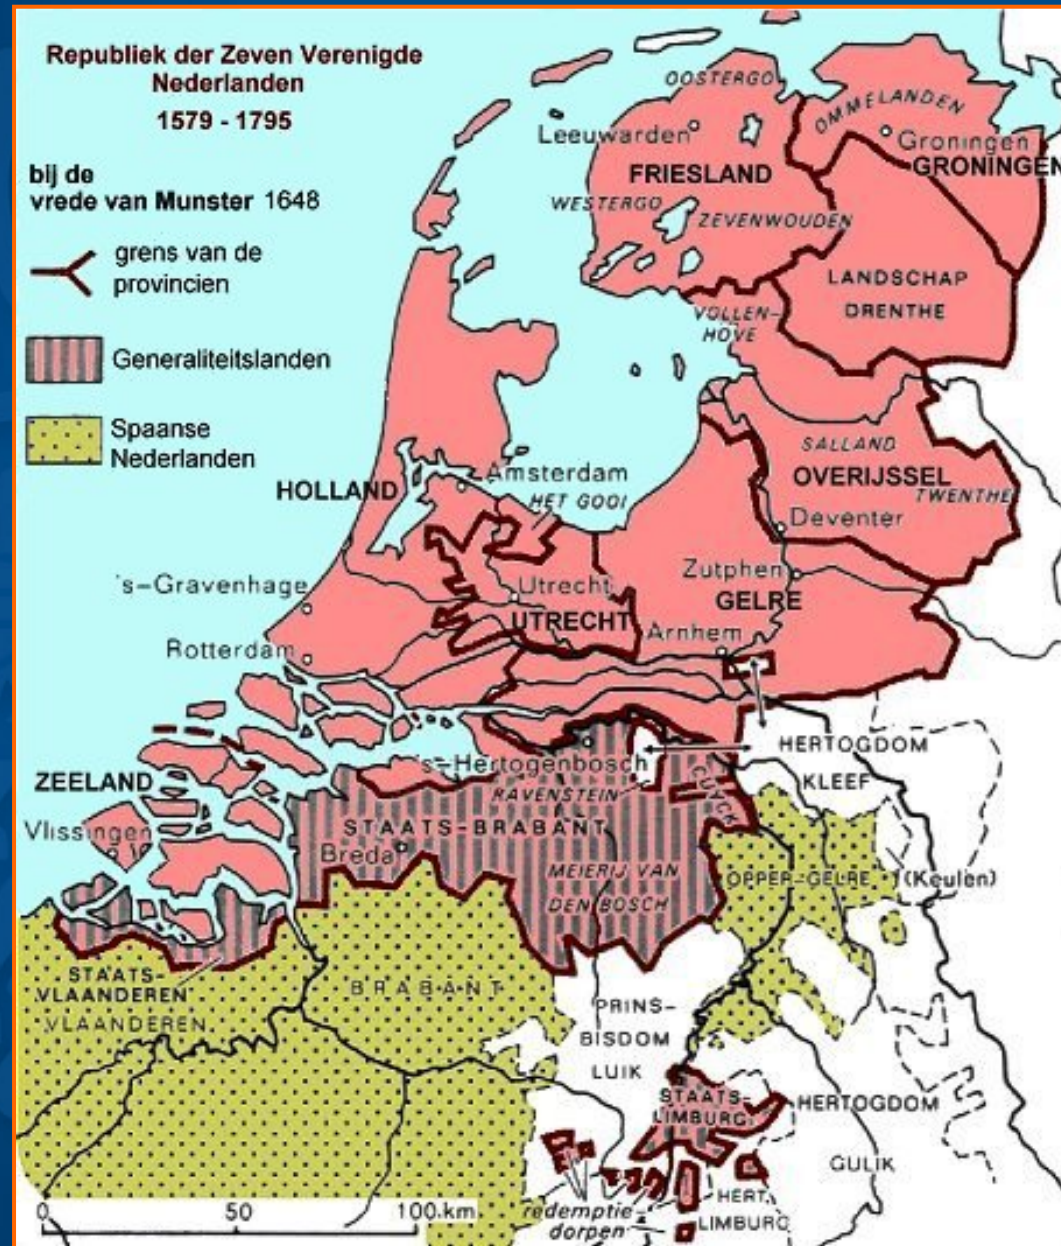 Republiek der Zeven Verenigde
Nederlanden
1579 - 1795
bij de
vrede van Munster 1648
grens van de
provincien
Generaliteitslanden
Spaanse
Nederlanden
OOSTERGO
OMMELANDEN
Leeuwarden
Groningen
GRONINGEN
FRIESLAND
WESTERGO
ZEVENWOUDEN
LANDSCHAP
DRENTHE
VOLLEN-
HOVE
SALLAND
OVERIJSSEL
TWENTHE
Amsterdam
HOLLAND
HET GOOI
Deventer
's-Gravenhage
Utrecht
UTRECHT
Zutphen
GELRE
Arnhem
Rotterdam
HERTOGDOM
KLEEF
ZEELAND
's-Hertogenbosch
RAVENSTEIN
CUYCK
Vlissingen
STAATS-BRABANT
Breda
MEIERIJ VAN
DEN BOSCH
OPPER-GELRE
(Keulen)
STAATS-
VLAANDEREN
VLAANDEREN
BRABANT
PRINS-
BISDOM
LUIK
STAATS-
LIMBURG
HERTOGDOM
GULIK
HERT.
LIMBURG
redemptie-
dorpen
0 50 100 km